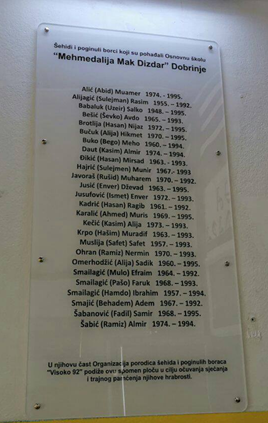 Šehidi i poginuli borci koji su pohađali Osnovnu školu
"Mehmedalija Mak Dizdar" Dobrinje
Alić (Abid) Muamer 1974. - 1995.
Alijagić (Sulejman) Rasim 1955. – 1992.
Babaluk (Uzeir) Salko 1948. – 1995.
Bešić (Ševko) Avdo 1965. – 1993.
Brotlija (Hasan) Nijaz 1972. – 1995.
Bučuk (Alija) Hikmet 1970. – 1995.
Buko (Bego) Meho 1960. – 1994.
Daut (Kasim) Almir 1974. – 1994.
Đikić (Hasan) Mirsad 1963. - 1993.
Hajrić (Sulejmen) Munir 1967.- 1993
Javoraš (Rušid) Muharem 1970. – 1992.
Jusić (Enver) Dževad 1963. – 1995.
Jusufović (Ismet) Enver 1972. – 1993.
Kadrić (Hasan) Ragib 1961. – 1992.
Karalić (Ahmed) Muris 1969. – 1995.
Kečić (Kasim) Alija 1973. – 1993.
Krpo (Hašim) Muradif 1963. – 1993.
Muslija (Safet) Safet 1957. – 1993.
Ohran (Ramiz) Nermin 1970. – 1993.
Omerhodžić (Alija) Sadik 1960. – 1995.
Smailagić (Mulo) Efraim 1964. – 1992.
Smailagić (Pašo) Faruk 1968. – 1993.
Smailagić (Hamdo) Ibrahim 1957. – 1994.
Smajić (Behadem) Adem 1967. – 1992.
Šabanović (Fadil) Samir 1968. – 1995.
Šabić (Ramiz) Almir 1974. – 1994.
U njihovu čast Organizacija porodica šehida i poginulih boraca
"Visoko 92" podiže ovu spomen ploču u cilju očuvanja sjećanja
i trajnog pamćenja njihove hrabrosti.